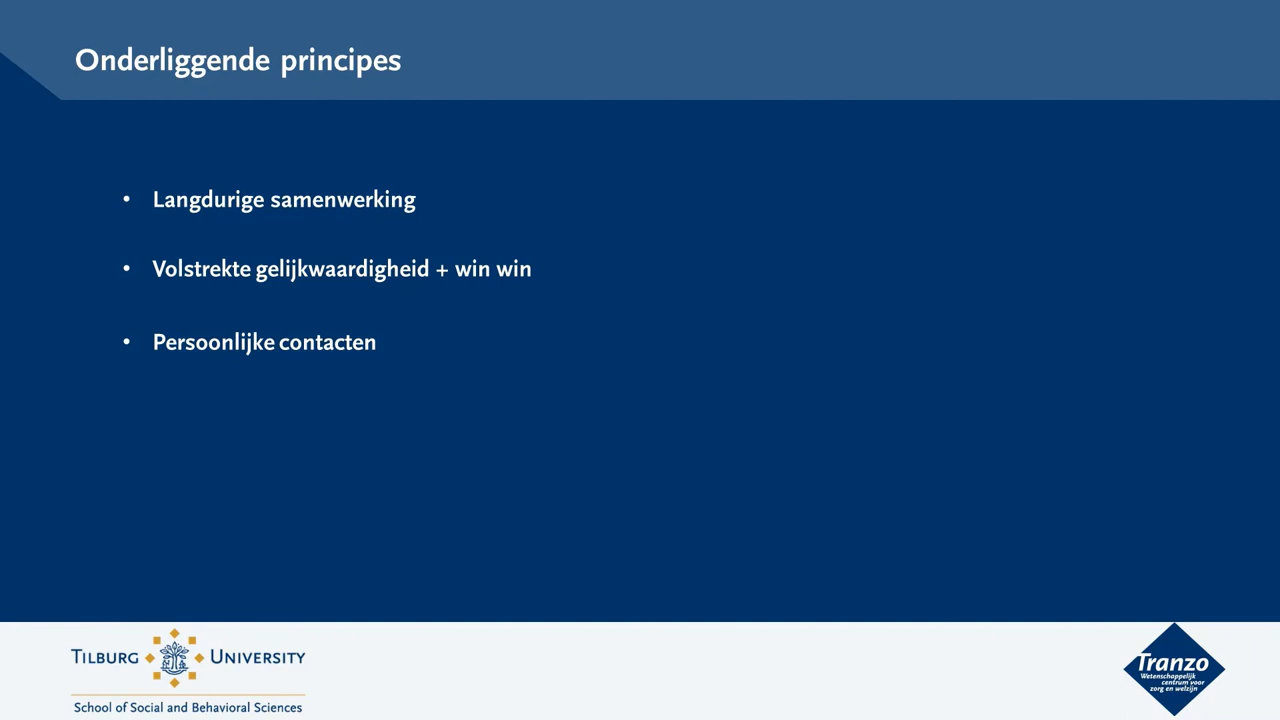 Onderliggende principes
• Langdurige samenwerking
• Volstrekte gelijkwaardigheid + win win
• Persoonlijke contacten
TILBURG UNIVERSITY
School of Social and Behavioral Sciences
Tranzo
Wetenschappelijk
centrum voor
zorg en welzijn